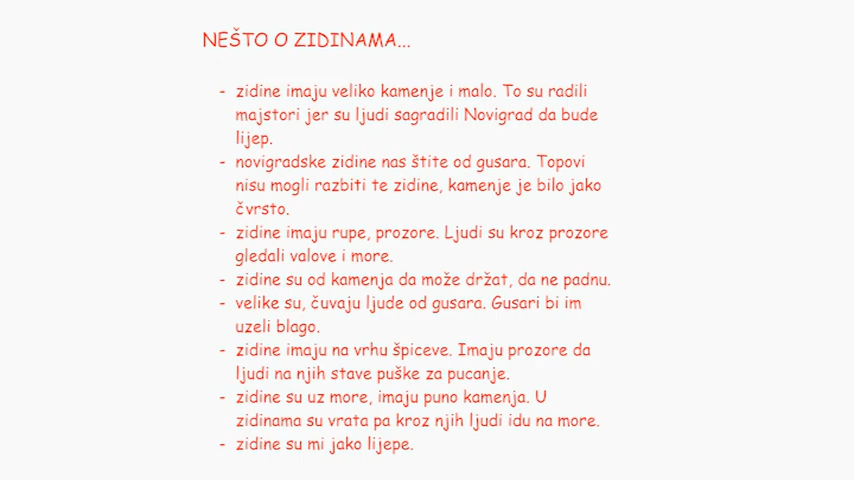 NEŠTO O ZIDINAMA...
- zidine imaju veliko kamenje i malo. To su radili
majstori jer su ljudi sagradili Novigrad da bude
lijep.
- novigradske zidine nas štite od gusara. Topovi
nisu mogli razbiti te zidine, kamenje je bilo jako
čvrsto.
- zidine imaju rupe, prozore. Ljudi su kroz prozore
gledali valove i more.
- zidine su od kamenja da može držat, da ne padnu.
- velike su, čuvaju ljude od gusara. Gusari bi im
uzeli blago.
- zidine imaju na vrhu špiceve. Imaju prozore da
ljudi na njih stave puške za pucanje.
- zidine su uz more, imaju puno kamenja. U
zidinama su vrata pa kroz njih ljudi idu na more.
- zidine su mi jako lijepe.